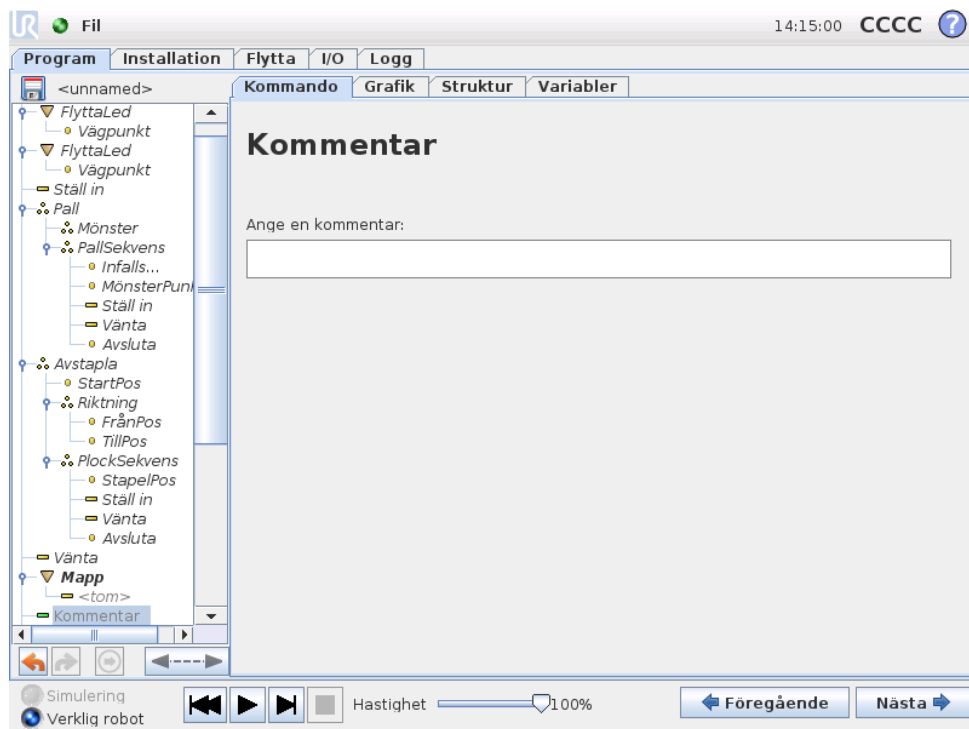 UR Fil 14:15:00 CCCC ?
Program Installation Flytta I/O Logg
<unnamed>
Kommando Grafik Struktur Variabler
FlyttaLed
Vägpunkt
FlyttaLed
Vägpunkt
Ställ in
Pall
Mönster
PallSekvens
Infalls...
MönsterPunk
Ställ in
Vänta
Avsluta
Avstapla
StartPos
Riktning
FrånPos
TillPos
PlockSekvens
StapelPos
Ställ in
Vänta
Avsluta
Vänta
Mapp
<tom>
Kommentar
Kommentar
Ange en kommentar:
Simulering
Verklig robot
Hastighet 100%
Föregående Nästa